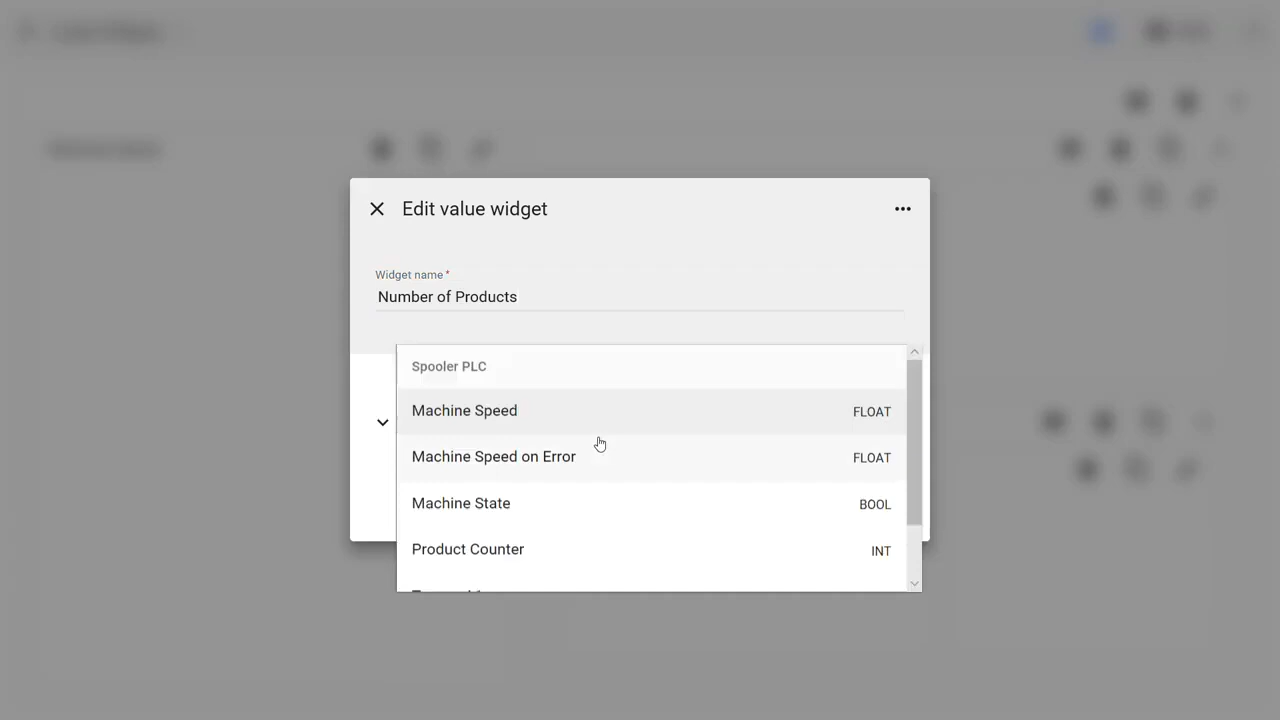 Edit value widget
Widget name *
Number of Products
Spooler PLC
Machine Speed FLOAT
Machine Speed on Error FLOAT
Machine State BOOL
Product Counter INT